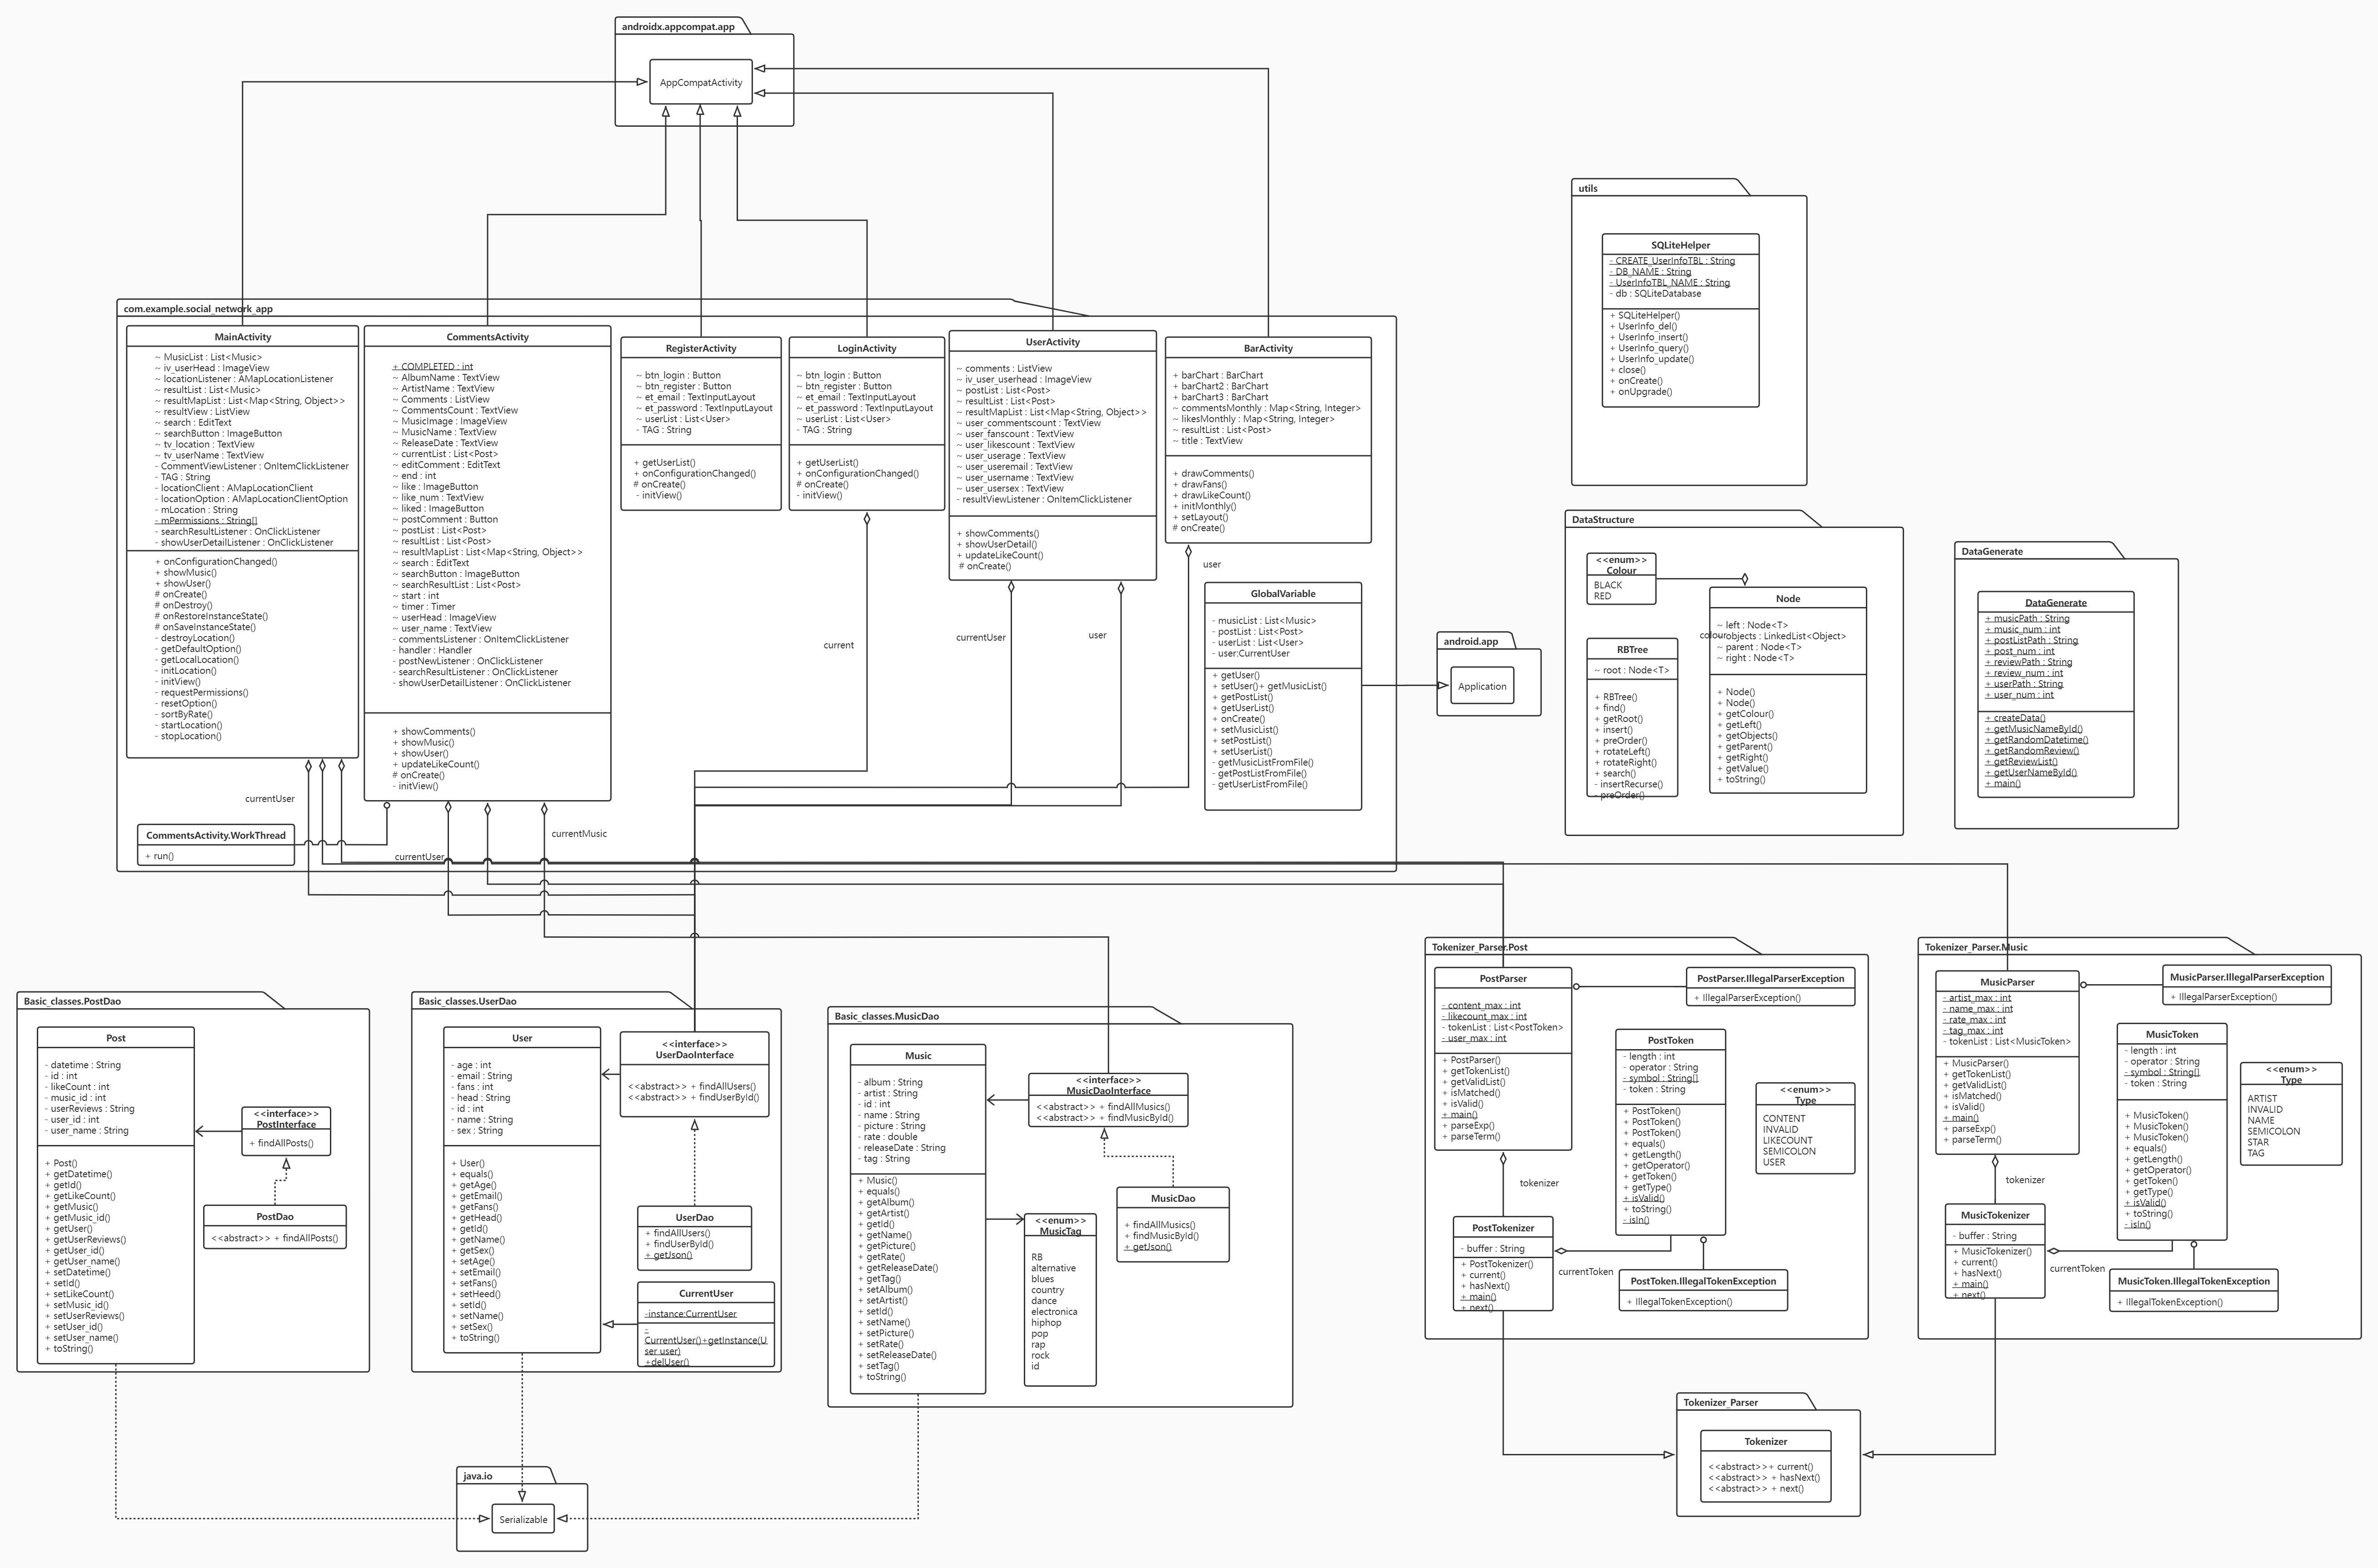 androidx.appcompat.app
AppCompatActivity
com.example.social_network_app
MainActivity
~ MusicList : List<Music>
~ iv_userHead : ImageView
~ locationListener : AMapLocationListener
~ resultList : List<Music>
~ resultMapList : List<Map<String, Object>>
~ resultView : ListView
~ search : EditText
~ searchButton : ImageButton
~ tv_location : TextView
~ tv_userName : TextView
- CommentViewListener : OnItemClickListener
- TAG : String
- locationClient : AMapLocationClient
- locationOption : AMapLocationClientOption
- mLocation : String
- mPermissions : String[]
- searchResultListener : OnClickListener
- showUserDetailListener : OnClickListener
+ onConfigurationChanged()
+ showMusic()
+ showUser()
# onCreate()
# onDestroy()
# onRestoreInstanceState()
# onSaveInstanceState()
- destroyLocation()
- getDefaultOption()
- getLocalLocation()
- initLocation()
- initView()
- requestPermissions()
- resetOption()
- sortByRate()
- startLocation()
- stopLocation()
CommentsActivity
+ COMPLETED : int
~ AlbumName : TextView
~ ArtistName : TextView
~ Comments : ListView
~ CommentsCount : TextView
~ MusicImage : ImageView
~ MusicName : TextView
~ ReleaseDate : TextView
~ currentList : List<Post>
~ editComment : EditText
~ end : int
~ like : ImageButton
~ like_num : TextView
~ liked : ImageButton
~ postComment : Button
~ postList : List<Post>
~ resultList : List<Post>
~ resultMapList : List<Map<String, Object>>
~ search : EditText
~ searchButton : ImageButton
~ searchResultList : List<Post>
~ start : int
~ timer : Timer
~ userHead : ImageView
~ user_name : TextView
- commentsListener : OnItemClickListener
- handler : Handler
- postNewListener : OnClickListener
- searchResultListener : OnClickListener
- showUserDetailListener : OnClickListener
+ showComments()
+ showMusic()
+ showUser()
+ updateLikeCount()
# onCreate()
- initView()
RegisterActivity
~ btn_login : Button
~ btn_register : Button
~ et_email : TextInputLayout
~ et_password : TextInputLayout
~ userList : List<User>
- TAG : String
+ getUserList()
+ onConfigurationChanged()
# onCreate()
- initView()
LoginActivity
~ btn_login : Button
~ btn_register : Button
~ et_email : TextInputLayout
~ et_password : TextInputLayout
~ userList : List<User>
- TAG : String
+ getUserList()
+ onConfigurationChanged()
# onCreate()
- initView()
UserActivity
~ comments : ListView
~ iv_user_userhead : ImageView
~ postList : List<Post>
~ resultList : List<Post>
~ resultMapList : List<Map<String, Object>>
~ user_commentscount : TextView
~ user_fanscount : TextView
~ user_likescount : TextView
~ user_userage : TextView
~ user_useremail : TextView
~ user_username : TextView
~ user_usersex : TextView
- resultViewListener : OnItemClickListener
+ showComments()
+ showUserDetail()
+ updateLikeCount()
# onCreate()
BarActivity
+ barChart : BarChart
+ barChart2 : BarChart
+ barChart3 : BarChart
~ commentsMonthly : Map<String, Integer>
~ likesMonthly : Map<String, Integer>
~ resultList : List<Post>
~ title : TextView
+ drawComments()
+ drawFans()
+ drawLikeCount()
+ initMonthly()
+ setLayout()
# onCreate()
user
GlobalVariable
- musicList : List<Music>
- postList : List<Post>
- userList : List<User>
- user:CurrentUser
+ getUser()
+ setUser()+ getMusicList()
+ getPostList()
+ getUserList()
+ onCreate()
+ setMusicList()
+ setPostList()
+ setUserList()
- getMusicListFromFile()
- getPostListFromFile()
- getUserListFromFile()
current
currentUser
user
currentUser
currentMusic
currentUser
CommentsActivity.WorkThread
+ run()
android.app
Application
utils
SQLiteHelper
- CREATE_UserInfoTBL : String
- DB_NAME : String
- UserInfoTBL_NAME : String
- db : SQLiteDatabase
+ SQLiteHelper()
+ UserInfo_del()
+ UserInfo_insert()
+ UserInfo_query()
+ UserInfo_update()
+ close()
+ onCreate()
+ onUpgrade()
DataStructure
<<enum>>
Colour
BLACK
RED
RBTree
~ root : Node<T>
+ RBTree()
+ find()
+ getRoot()
+ insert()
+ preOrder()
+ rotateLeft()
+ rotateRight()
+ search()
- insertRecurse()
- preOrder()
colour
Node
~ left : Node<T>
~ objects : LinkedList<Object>
~ parent : Node<T>
~ right : Node<T>
+ Node()
+ Node()
+ getColour()
+ getLeft()
+ getObjects()
+ getParent()
+ getRight()
+ getValue()
+ toString()
DataGenerate
DataGenerate
+ musicPath : String
+ music_num : int
+ postListPath : String
+ post_num : int
+ reviewPath : String
+ review_num : int
+ userPath : String
+ user_num : int
+ createData()
+ getMusicNameById()
+ getRandomDatetime()
+ getRandomReview()
+ getReviewList()
+ getUserNameById()
+ main()
Basic_classes.PostDao
Post
- datetime : String
- id : int
- likeCount : int
- music_id : int
- userReviews : String
- user_id : int
- user_name : String
+ Post()
+ getDatetime()
+ getId()
+ getLikeCount()
+ getMusic()
+ getMusic_id()
+ getUser()
+ getUserReviews()
+ getUser_id()
+ getUser_name()
+ setDatetime()
+ setId()
+ setLikeCount()
+ setMusic_id()
+ setUserReviews()
+ setUser_id()
+ setUser_name()
+ toString()
<<interface>>
PostInterface
+ findAllPosts()
PostDao
<<abstract>> + findAllPosts()
Basic_classes.UserDao
User
- age : int
- email : String
- fans : int
- head : String
- id : int
- name : String
- sex : String
+ User()
+ equals()
+ getAge()
+ getEmail()
+ getFans()
+ getHead()
+ getId()
+ getName()
+ getSex()
+ setAge()
+ setEmail()
+ setFans()
+ setHeed()
+ setId()
+ setName()
+ setSex()
+ toString()
<<interface>>
UserDaoInterface
<<abstract>> + findAllUsers()
<<abstract>> + findUserById()
UserDao
+ findAllUsers()
+ findUserById()
+ getJson()
CurrentUser
-instance:CurrentUser
-
CurrentUser()+getInstance(U
ser user)
+delUser()
Basic_classes.MusicDao
Music
- album : String
- artist : String
- id : int
- name : String
- picture : String
- rate : double
- releaseDate : String
- tag : String
+ Music()
+ equals()
+ getAlbum()
+ getArtist()
+ getId()
+ getName()
+ getPicture()
+ getRate()
+ getReleaseDate()
+ getTag()
+ setAlbum()
+ setArtist()
+ setId()
+ setName()
+ setPicture()
+ setRate()
+ setReleaseDate()
+ setTag()
+ toString()
<<interface>>
MusicDaoInterface
<<abstract>> + findAllMusics()
<<abstract>> + findMusicById()
MusicDao
+ findAllMusics()
+ findMusicById()
+ getJson()
<<enum>>
MusicTag
RB
alternative
blues
country
dance
electronica
hiphop
pop
rap
rock
id
java.io
Serializable
Tokenizer_Parser.Post
PostParser
- content_max : int
- likecount_max : int
- tokenList : List<PostToken>
- user_max : int
+ PostParser()
+ getTokenList()
+ getValidList()
+ isMatched()
+ isValid()
+ main()
+ parseExp()
+ parseTerm()
PostParser.IllegalParserException
+ IllegalParserException()
PostToken
- length : int
- operator : String
- symbol : String[]
- token : String
+ PostToken()
+ PostToken()
+ PostToken()
+ equals()
+ getLength()
+ getOperator()
+ getToken()
+ getType()
+ isValid()
+ toString()
- isIn()
<<enum>>
Type
CONTENT
INVALID
LIKECOUNT
SEMICOLON
USER
tokenizer
PostTokenizer
- buffer : String
+ PostTokenizer()
+ current()
+ hasNext()
+ main()
+ next()
currentToken
PostToken.IllegalTokenException
+ IllegalTokenException()
Tokenizer_Parser.Music
MusicParser
- artist_max : int
- name_max : int
- rate_max : int
- tag_max : int
- tokenList : List<MusicToken>
+ MusicParser()
+ getTokenList()
+ getValidList()
+ isMatched()
+ isValid()
+ main()
+ parseExp()
+ parseTerm()
MusicParser.IllegalParserException
+ IllegalParserException()
MusicToken
- length : int
- operator : String
- symbol : String[]
- token : String
+ MusicToken()
+ MusicToken()
+ MusicToken()
+ equals()
+ getLength()
+ getOperator()
+ getToken()
+ getType()
+ isValid()
+ toString()
- isIn()
<<enum>>
Type
ARTIST
INVALID
NAME
SEMICOLON
STAR
TAG
tokenizer
MusicTokenizer
- buffer : String
+ MusicTokenizer()
+ current()
+ hasNext()
+ main()
+ next()
currentToken
MusicToken.IllegalTokenException
+ IllegalTokenException()
Tokenizer_Parser
Tokenizer
<<abstract>>+ current()
<<abstract>> + hasNext()
<<abstract>> + next()